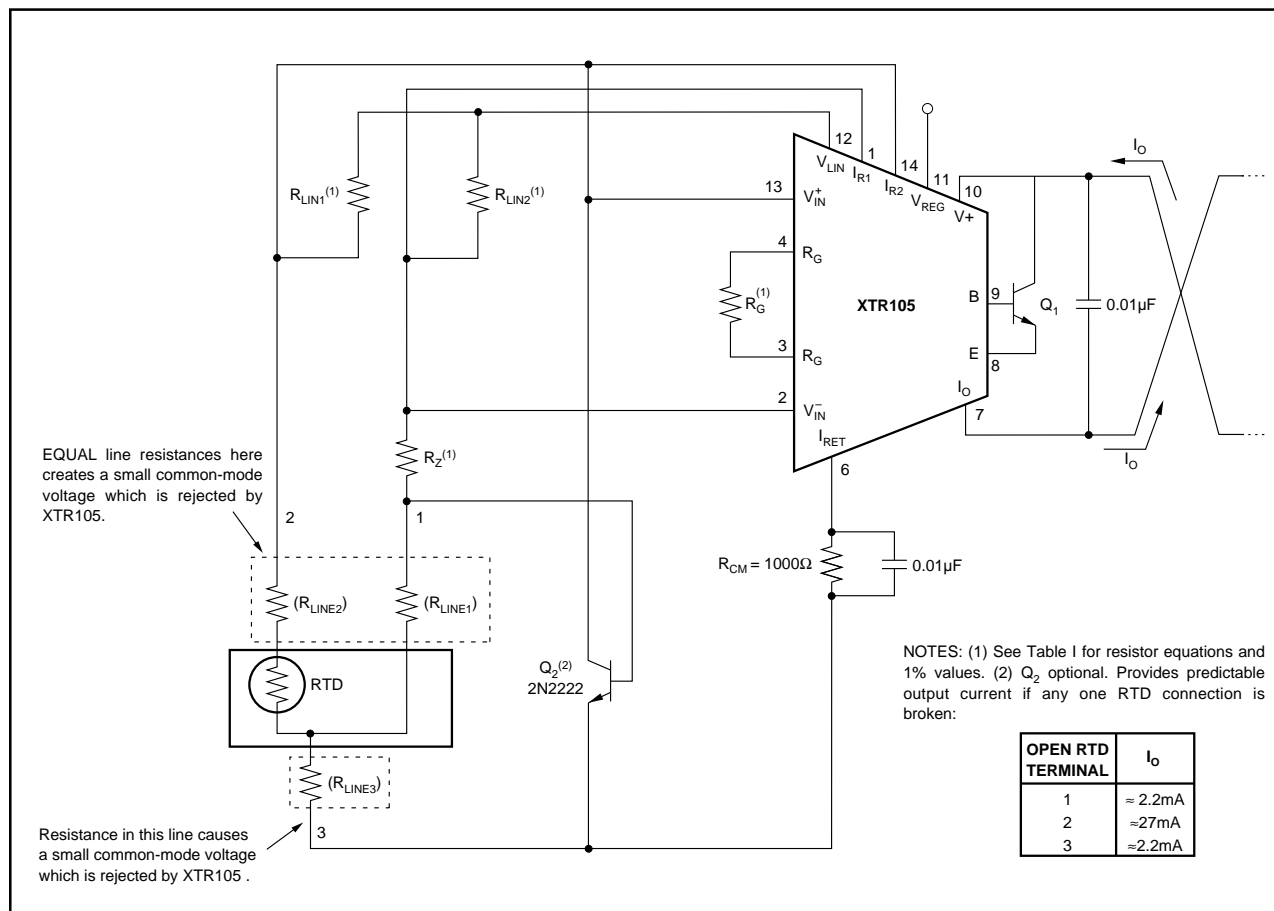 12
1
14
11
10
V_LIN
I_R1
I_R2
V_REG
V+
I_O
R_LIN1^(1)
R_LIN2^(1)
13
V_IN^+
4
R_G
R_G^(1)
XTR105
B
9
Q_1
0.01µF
3
R_G
E
8
2
V_IN^−
I_O
7
I_RET
6
I_O
R_Z^(1)
EQUAL line resistances here
creates a small common-mode
voltage which is rejected by
XTR105.
2
1
R_CM = 1000Ω
0.01µF
(R_LINE2)
(R_LINE1)
RTD
Q_2^(2)
2N2222
(R_LINE3)
3
Resistance in this line causes
a small common-mode voltage
which is rejected by XTR105 .
NOTES: (1) See Table I for resistor equations and
1% values. (2) Q_2 optional. Provides predictable
output current if any one RTD connection is
broken:
OPEN RTD
TERMINAL
I_O
1 ≈ 2.2mA
2 ≈27mA
3 ≈2.2mA